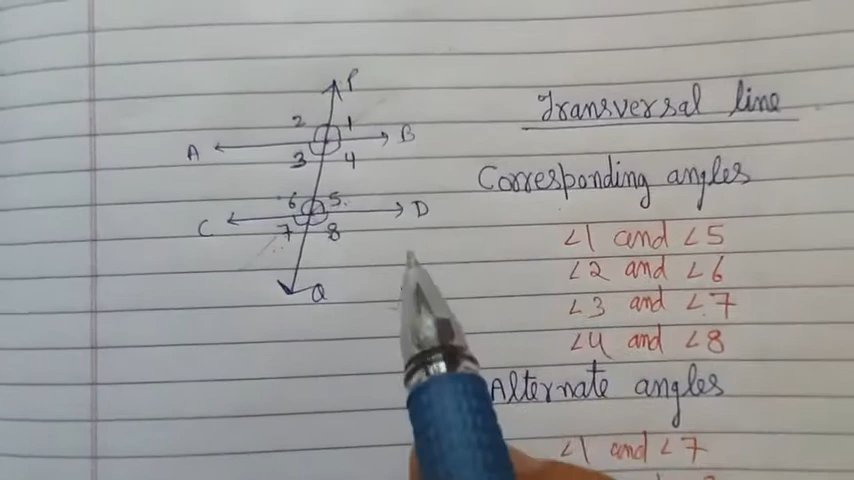 P
2 1
A B
3 4
6 5
C D
7 8
Q
Transversal line
Corresponding angles
∠1 and ∠5
∠2 and ∠6
∠3 and ∠7
∠4 and ∠8
Alternate angles
∠1 and ∠7